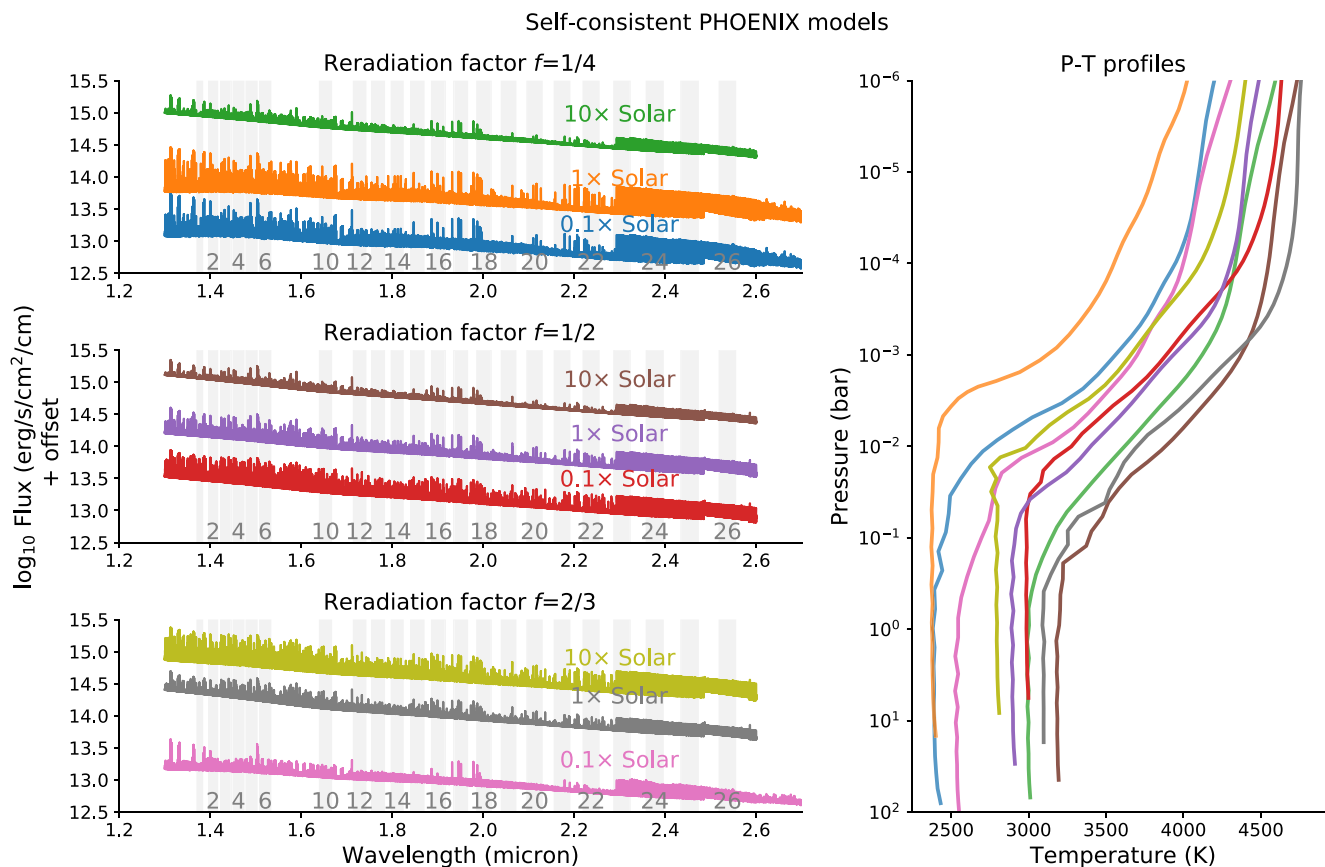 Self-consistent PHOENIX models
Reradiation factor f=1/4
15.5
15.0
14.5
14.0
13.5
13.0
12.5
10× Solar
1× Solar
0.1× Solar
2 4 6 10 12 14 16 18 20 22 24 26
1.2 1.4 1.6 1.8 2.0 2.2 2.4 2.6
Reradiation factor f=1/2
15.5
15.0
14.5
14.0
13.5
13.0
12.5
10× Solar
1× Solar
0.1× Solar
2 4 6 10 12 14 16 18 20 22 24 26
1.2 1.4 1.6 1.8 2.0 2.2 2.4 2.6
log₁₀ Flux (erg/s/cm²/cm)
+ offset
Reradiation factor f=2/3
15.5
15.0
14.5
14.0
13.5
13.0
12.5
10× Solar
1× Solar
0.1× Solar
2 4 6 10 12 14 16 18 20 22 24 26
1.2 1.4 1.6 1.8 2.0 2.2 2.4 2.6
Wavelength (micron)
P-T profiles
10⁻⁶
10⁻⁵
10⁻⁴
10⁻³
10⁻²
10⁻¹
10⁰
10¹
10²
Pressure (bar)
2500 3000 3500 4000 4500
Temperature (K)